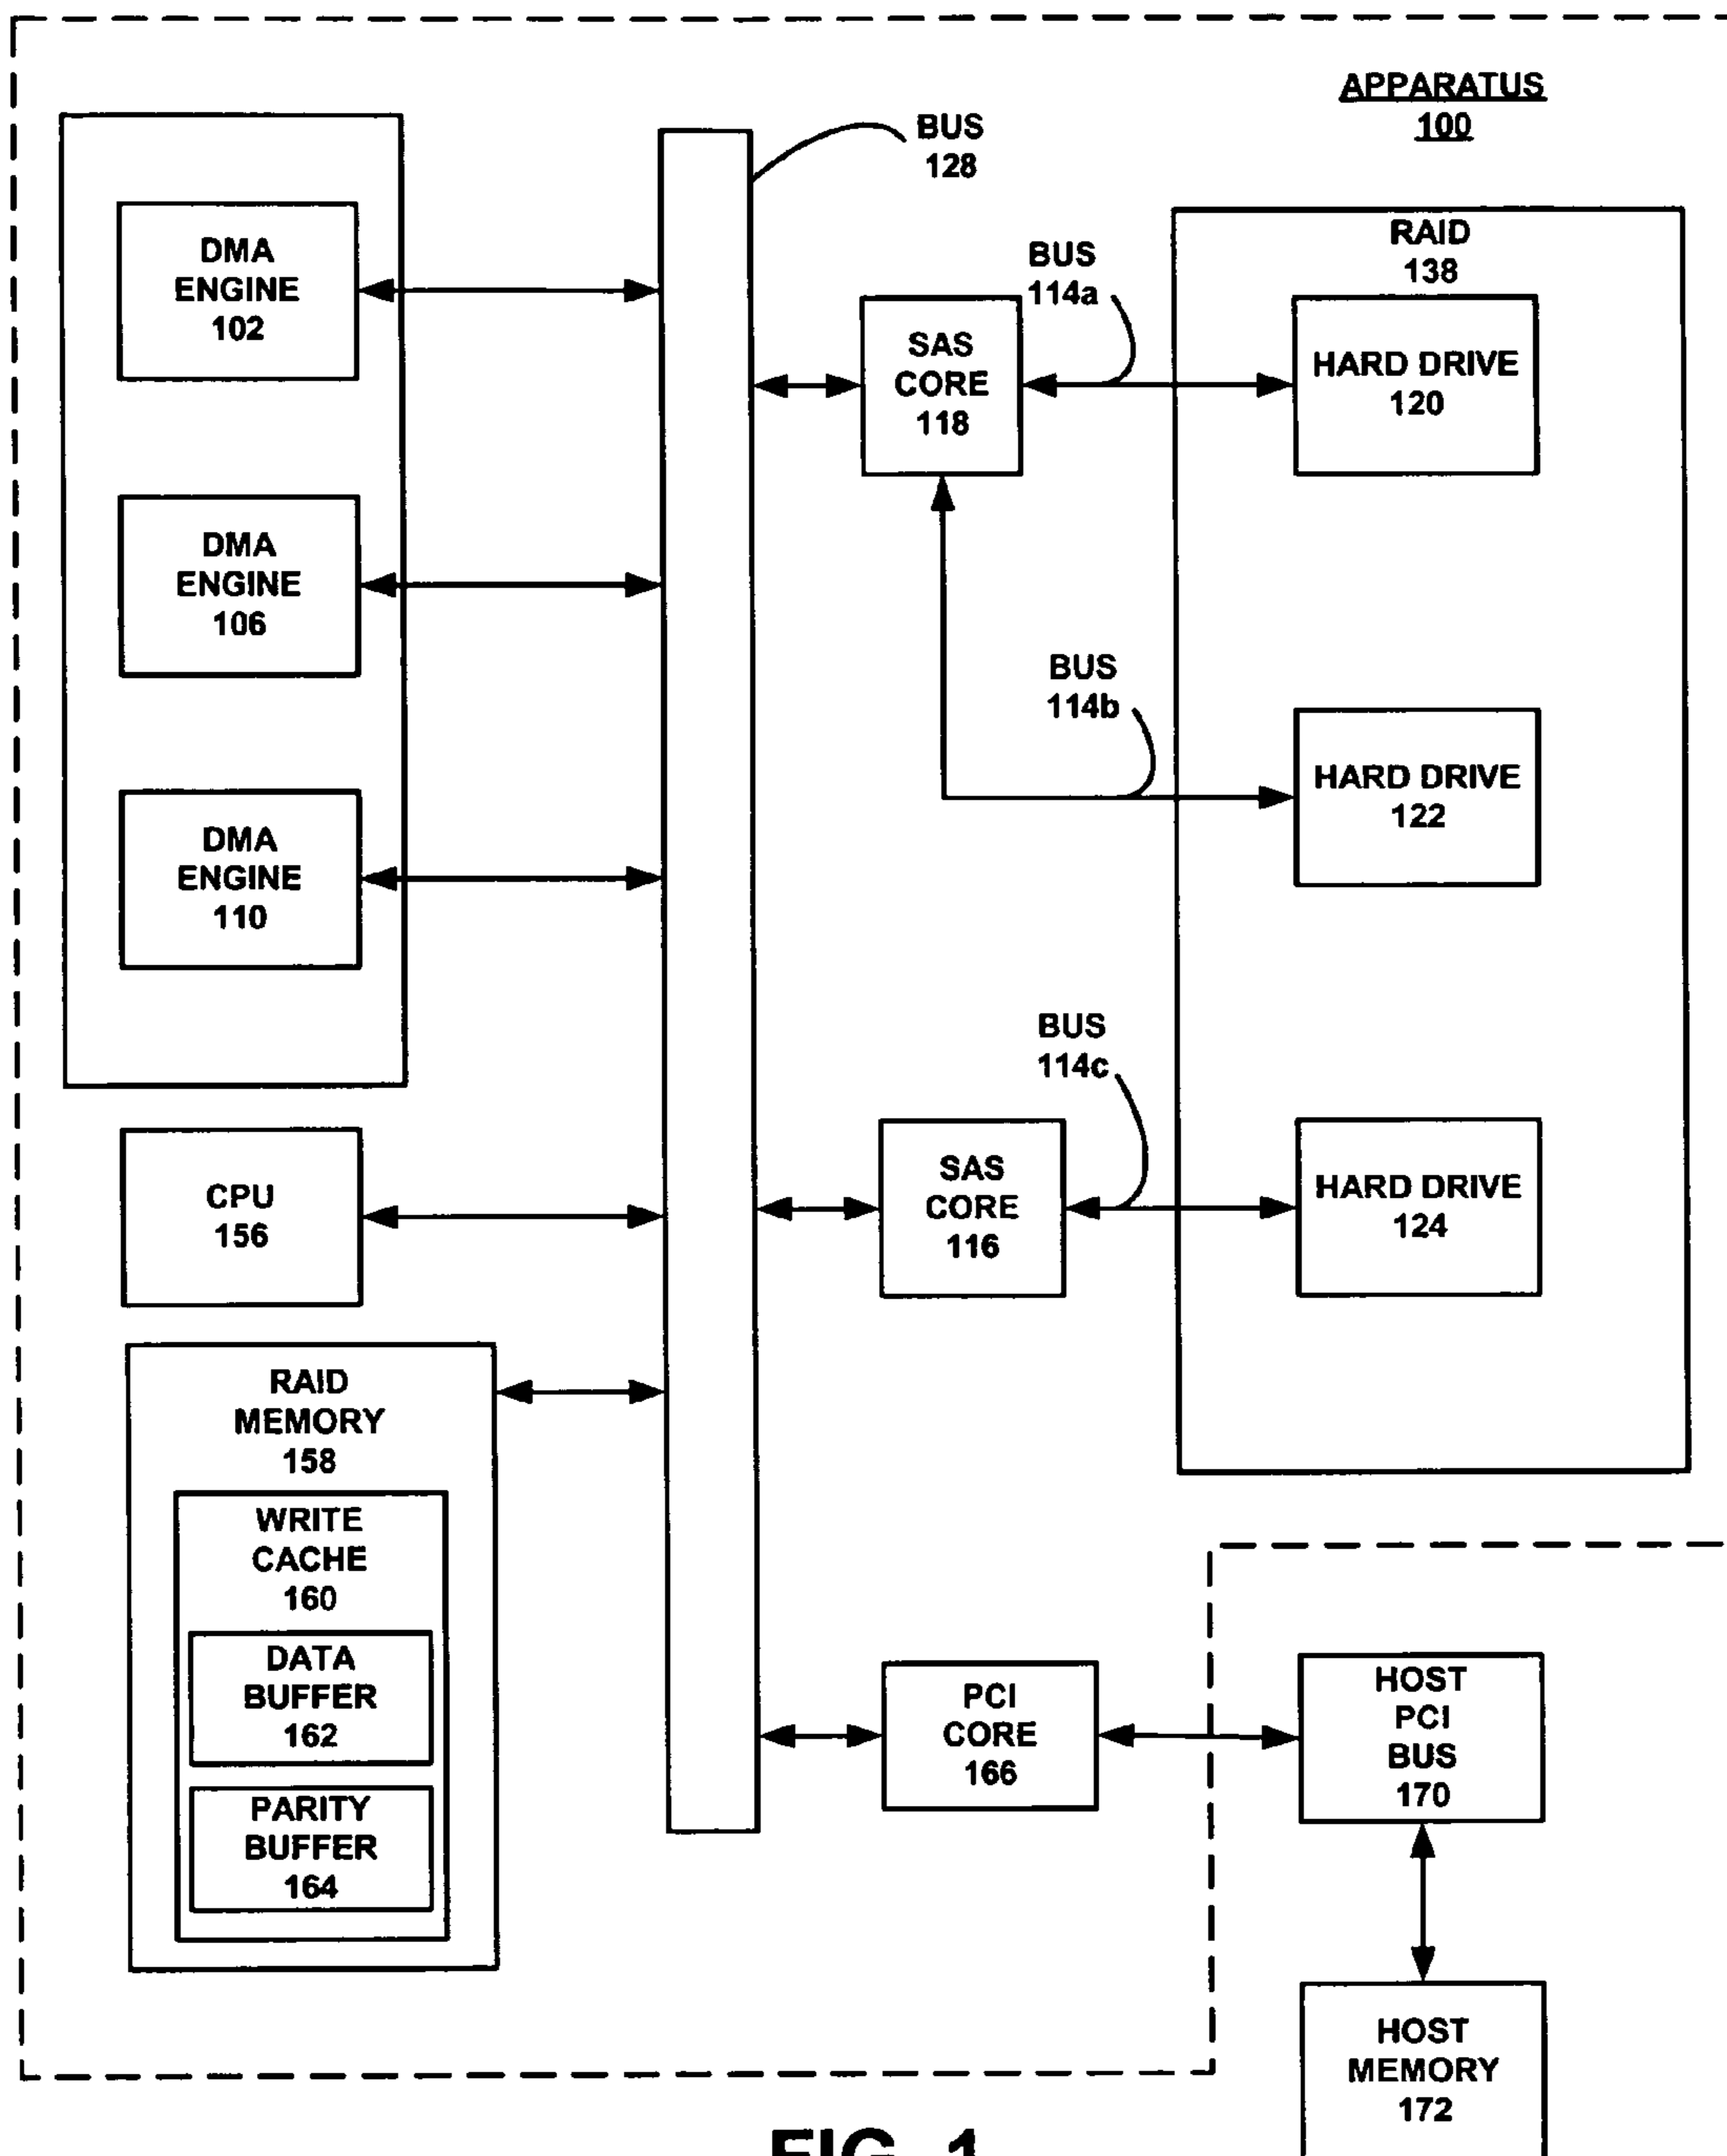 APPARATUS
100
BUS
128
DMA
ENGINE
102
DMA
ENGINE
106
DMA
ENGINE
110
CPU
156
RAID
MEMORY
158
WRITE
CACHE
160
DATA
BUFFER
162
PARITY
BUFFER
164
SAS
CORE
118
BUS
114a
BUS
114b
SAS
CORE
116
BUS
114c
RAID
138
HARD DRIVE
120
HARD DRIVE
122
HARD DRIVE
124
PCI
CORE
166
HOST
PCI
BUS
170
HOST
MEMORY
172
FIG. 1